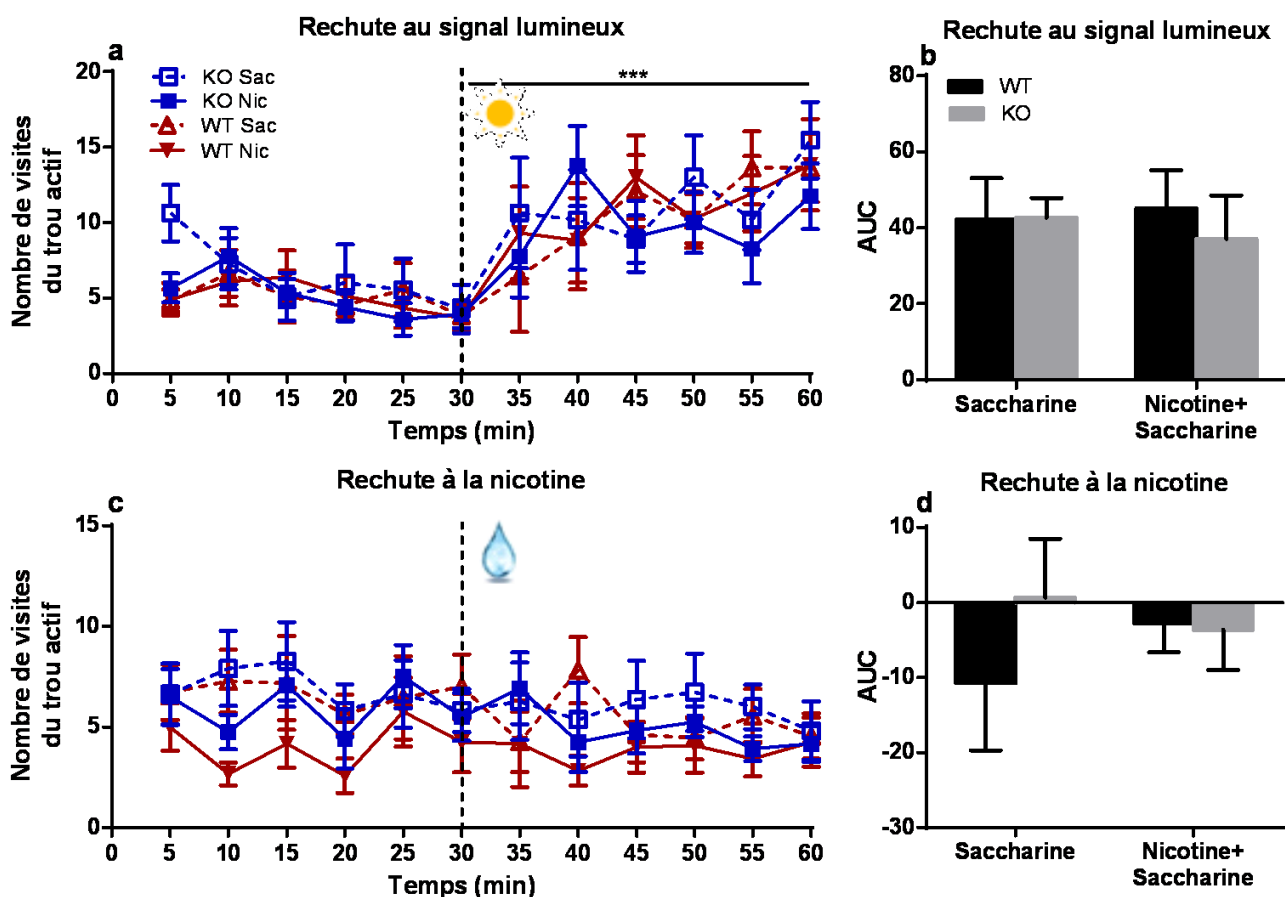 Rechute au signal lumineux
a
Nombre de visites
du trou actif
20
15
10
5
0
KO Sac
KO Nic
WT Sac
WT Nic
***
0 5 10 15 20 25 30 35 40 45 50 55 60
Temps (min)
Rechute au signal lumineux
b
AUC
80
60
40
20
0
WT
KO
Saccharine
Nicotine+
Saccharine
Rechute à la nicotine
c
Nombre de visites
du trou actif
15
10
5
0
0 5 10 15 20 25 30 35 40 45 50 55 60
Temps (min)
Rechute à la nicotine
d
AUC
10
0
-10
-20
-30
Saccharine
Nicotine+
Saccharine